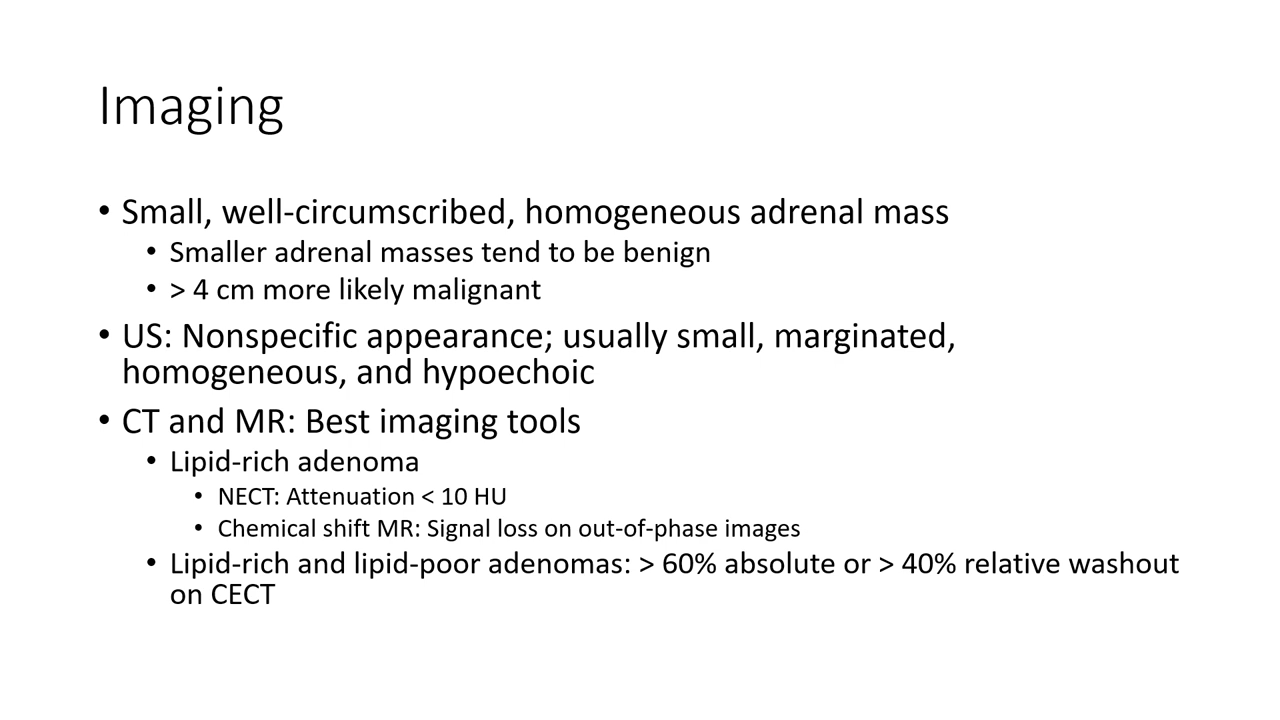 Imaging
• Small, well-circumscribed, homogeneous adrenal mass
• Smaller adrenal masses tend to be benign
• > 4 cm more likely malignant
• US: Nonspecific appearance; usually small, marginated,
homogeneous, and hypoechoic
• CT and MR: Best imaging tools
• Lipid-rich adenoma
• NECT: Attenuation < 10 HU
• Chemical shift MR: Signal loss on out-of-phase images
• Lipid-rich and lipid-poor adenomas: > 60% absolute or > 40% relative washout
on CECT